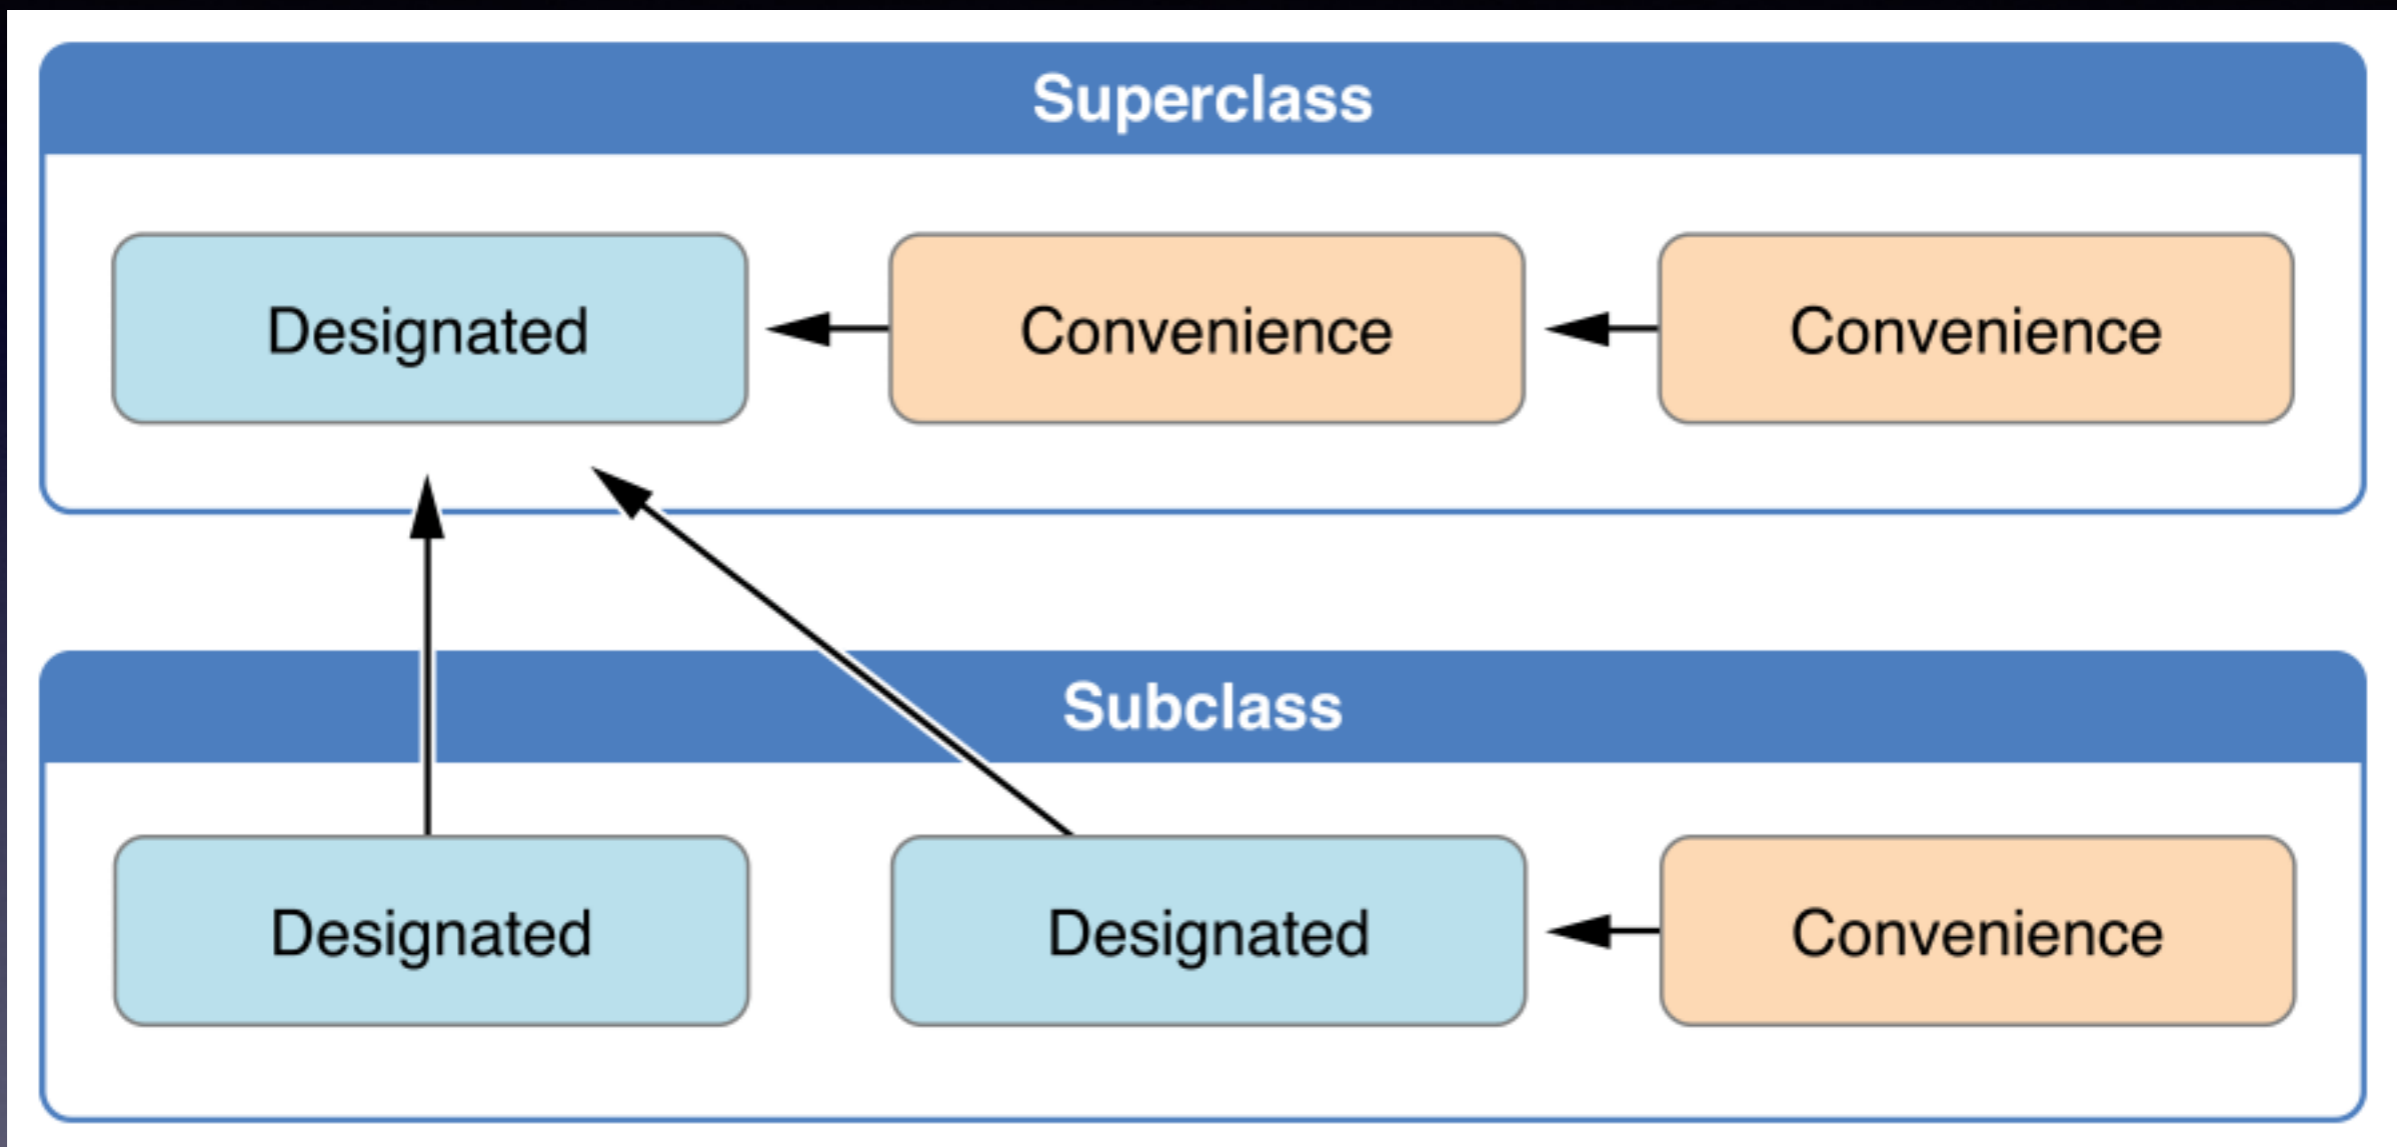 Superclass
Designated
Convenience
Convenience
Subclass
Designated
Designated
Convenience